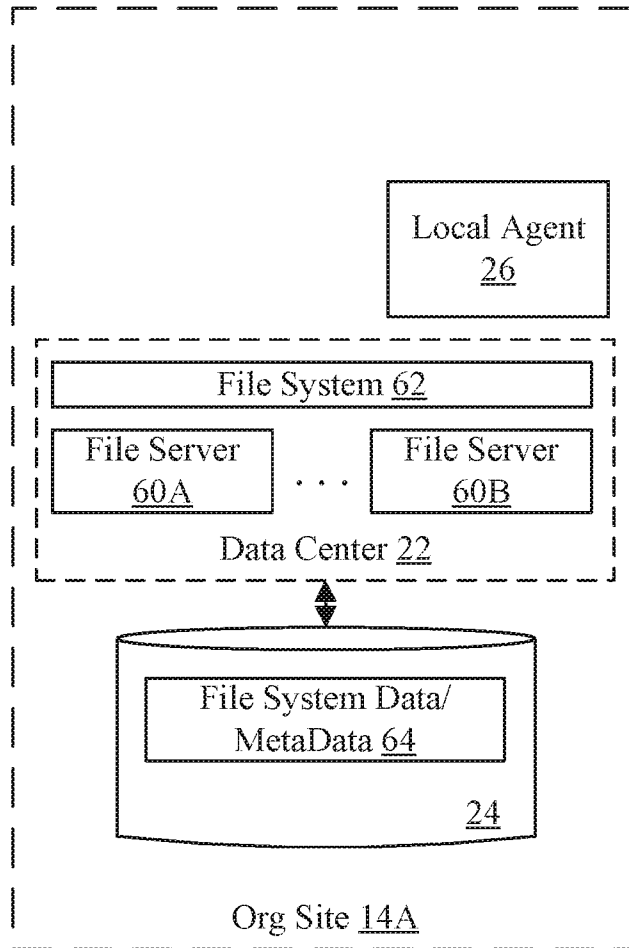 Local Agent
26
File System 62
File Server
60A
. . .
File Server
60B
Data Center 22
File System Data/
MetaData 64
24
Org Site 14A